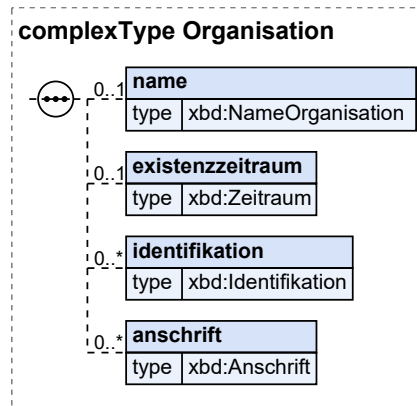 complexType Organisation
0..1 name
type xbd:NameOrganisation
0..1 existenzzeitraum
type xbd:Zeitraum
0..* identifikation
type xbd:Identifikation
0..* anschrift
type xbd:Anschrift